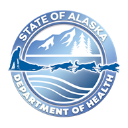 STATE OF ALASKA
DEPARTMENT OF HEALTH